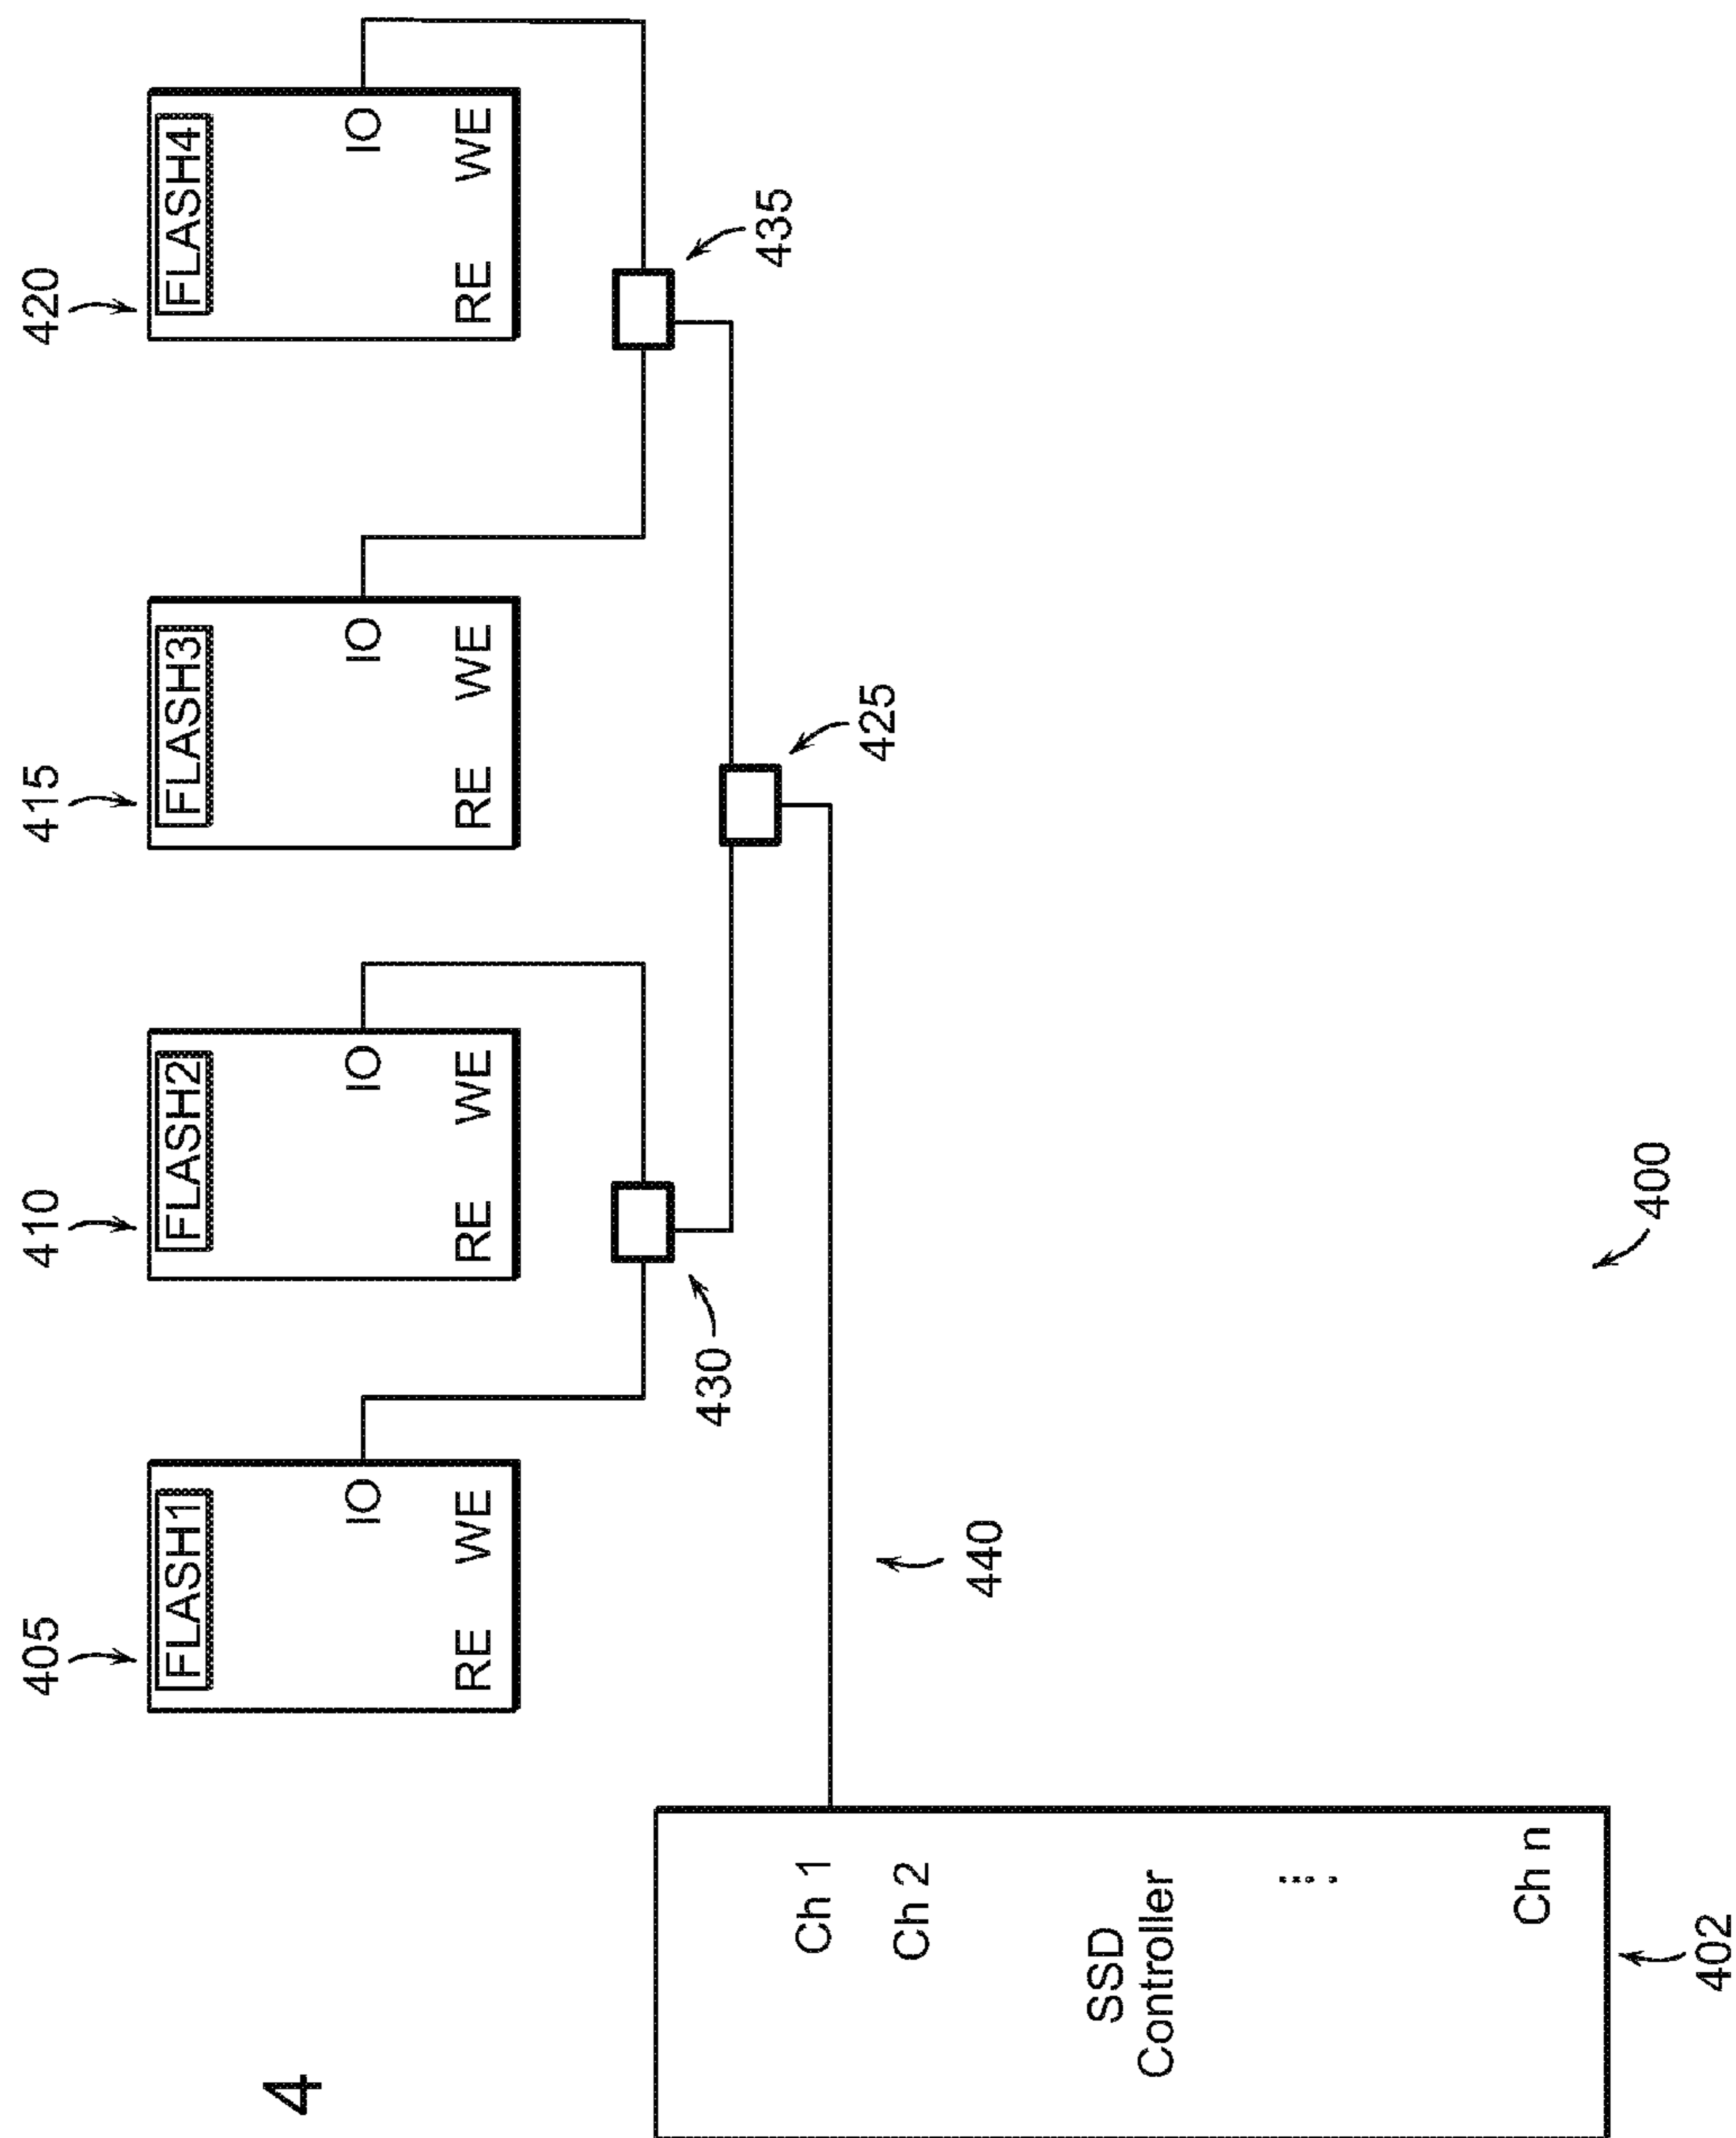 4
405
410
415
420
FLASH1
FLASH2
FLASH3
FLASH4
IO
IO
IO
IO
RE WE
RE WE
RE WE
RE WE
430
435
425
440
Ch 1
Ch 2
SSD
Controller
Ch n
402
400